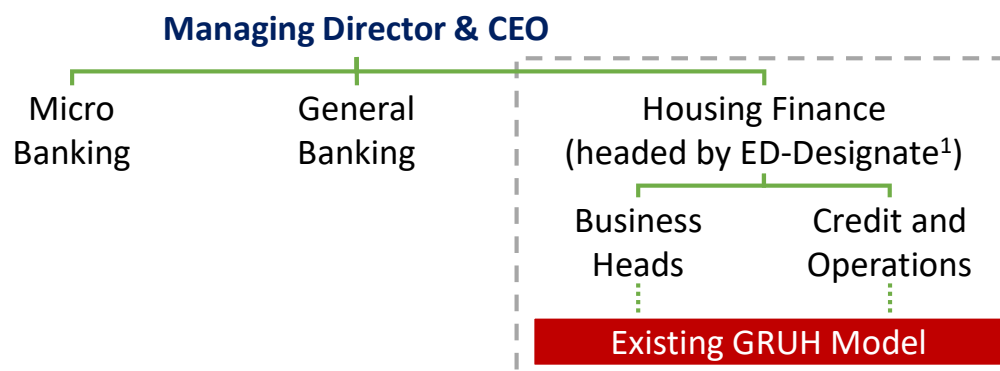 Managing Director & CEO
Micro
Banking
General
Banking
Housing Finance
(headed by ED-Designate¹)
Business
Heads
Credit and
Operations
Existing GRUH Model